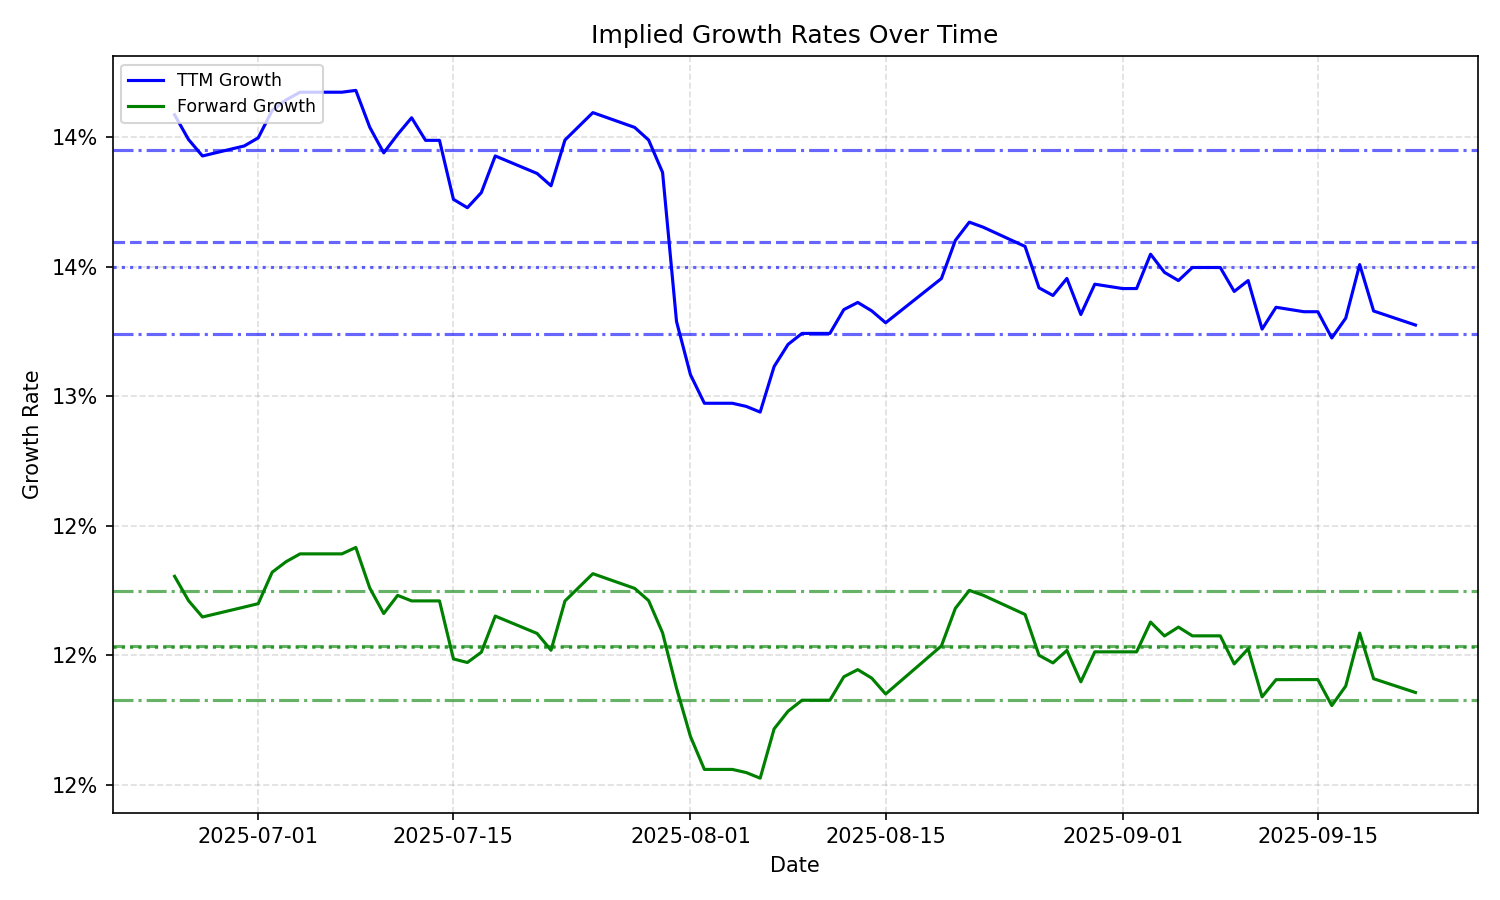 Implied Growth Rates Over Time
TTM Growth
Forward Growth
14%
14%
13%
12%
12%
12%
Growth Rate
2025-07-01
2025-07-15
2025-08-01
2025-08-15
2025-09-01
2025-09-15
Date